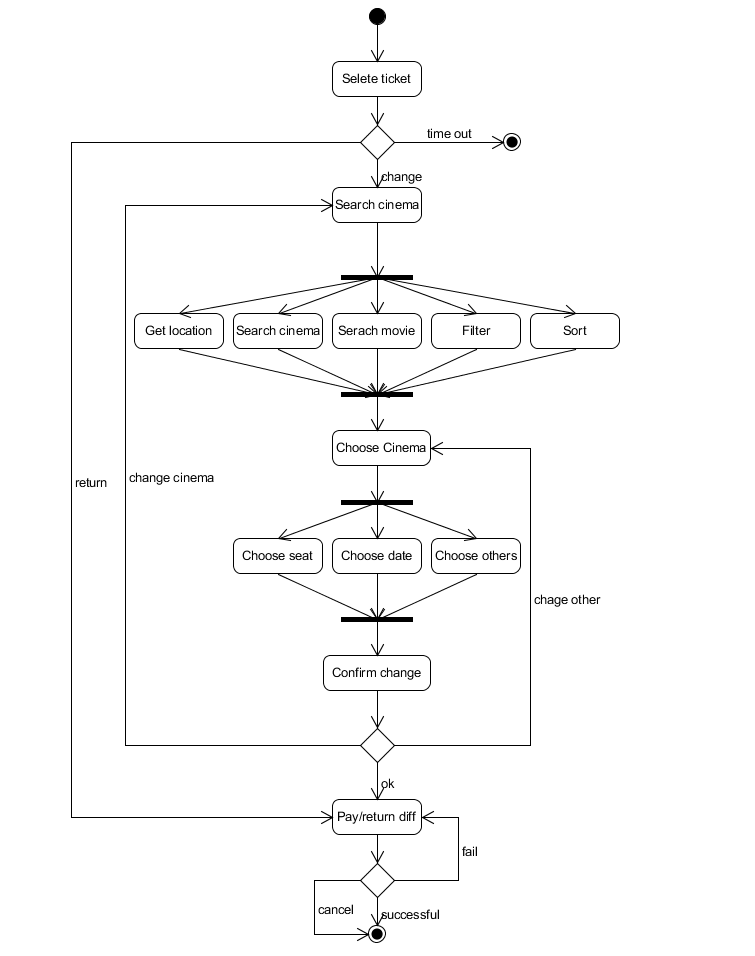 Selete ticket
time out
change
Search cinema
Get location
Search cinema
Serach movie
Filter
Sort
Choose Cinema
return
change cinema
Choose seat
Choose date
Choose others
chage other
Confirm change
ok
Pay/return diff
fail
cancel
successful